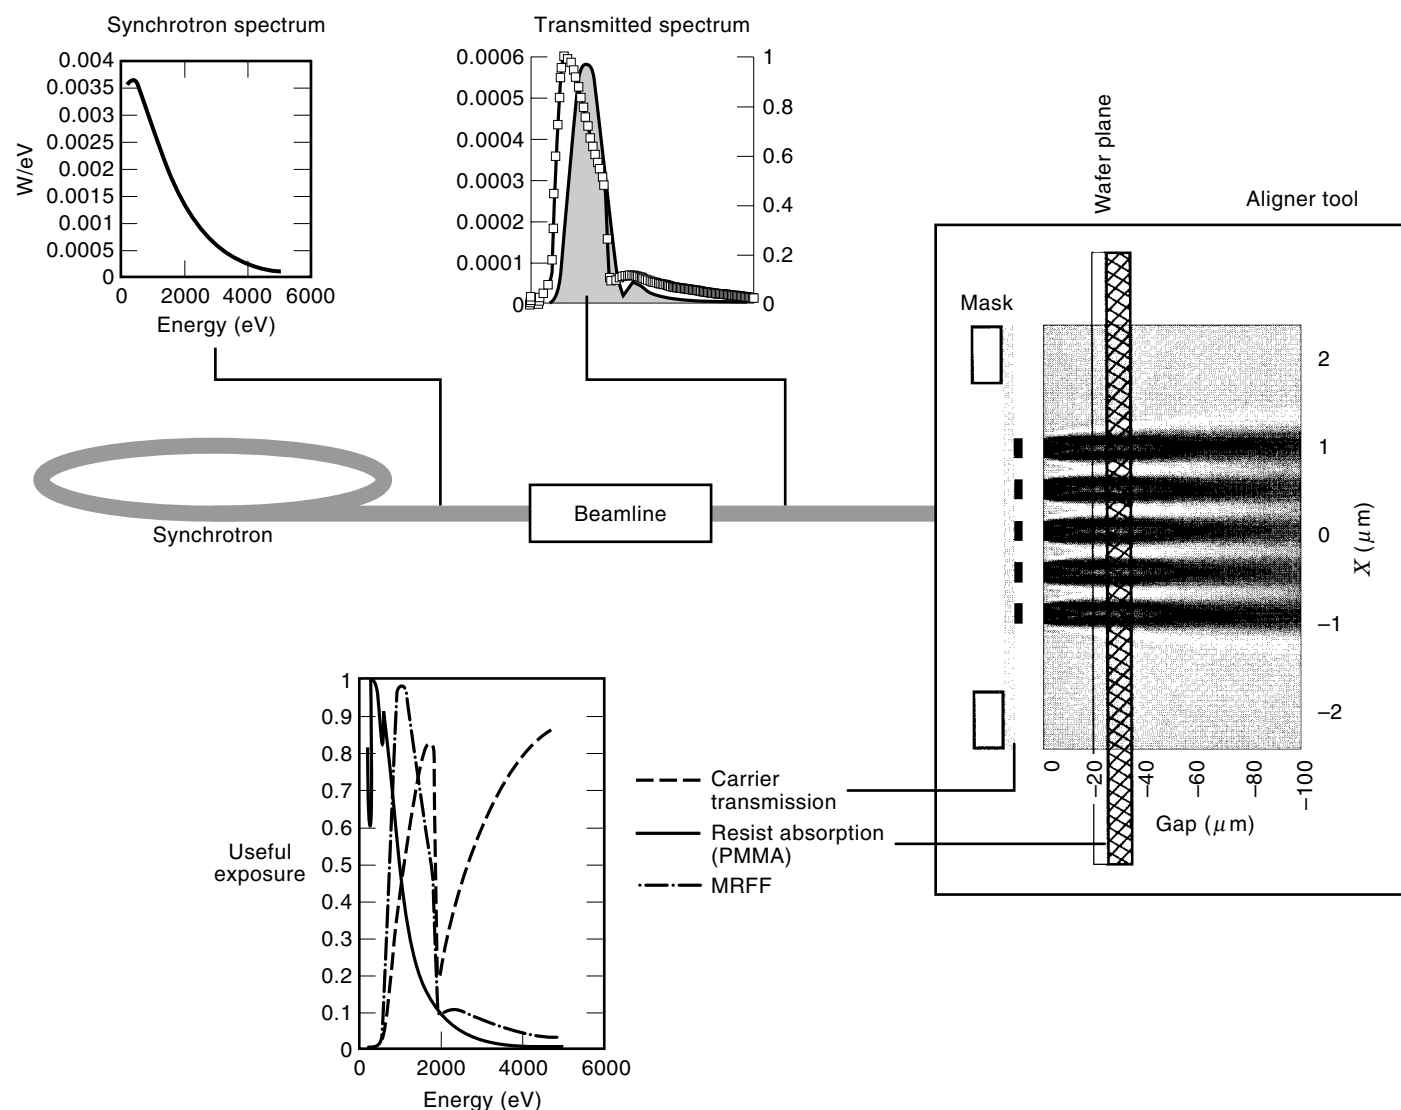 Synchrotron spectrum
0.004
0.0035
0.003
0.0025
0.002
0.0015
0.001
0.0005
0
W/eV
0 2000 4000 6000
Energy (eV)
Transmitted spectrum
0.0006
0.0005
0.0004
0.0003
0.0002
0.0001
0
1
0.8
0.6
0.4
0.2
0
Wafer plane
Aligner tool
Mask
2
1
0
–1
–2
X (μm)
0 –20 –40 –60 –80 –100
Gap (μm)
Synchrotron
Beamline
1
0.9
0.8
0.7
0.6
0.5
0.4
0.3
0.2
0.1
0
Useful
exposure
0 2000 4000 6000
Energy (eV)
Carrier
transmission
Resist absorption
(PMMA)
MRFF